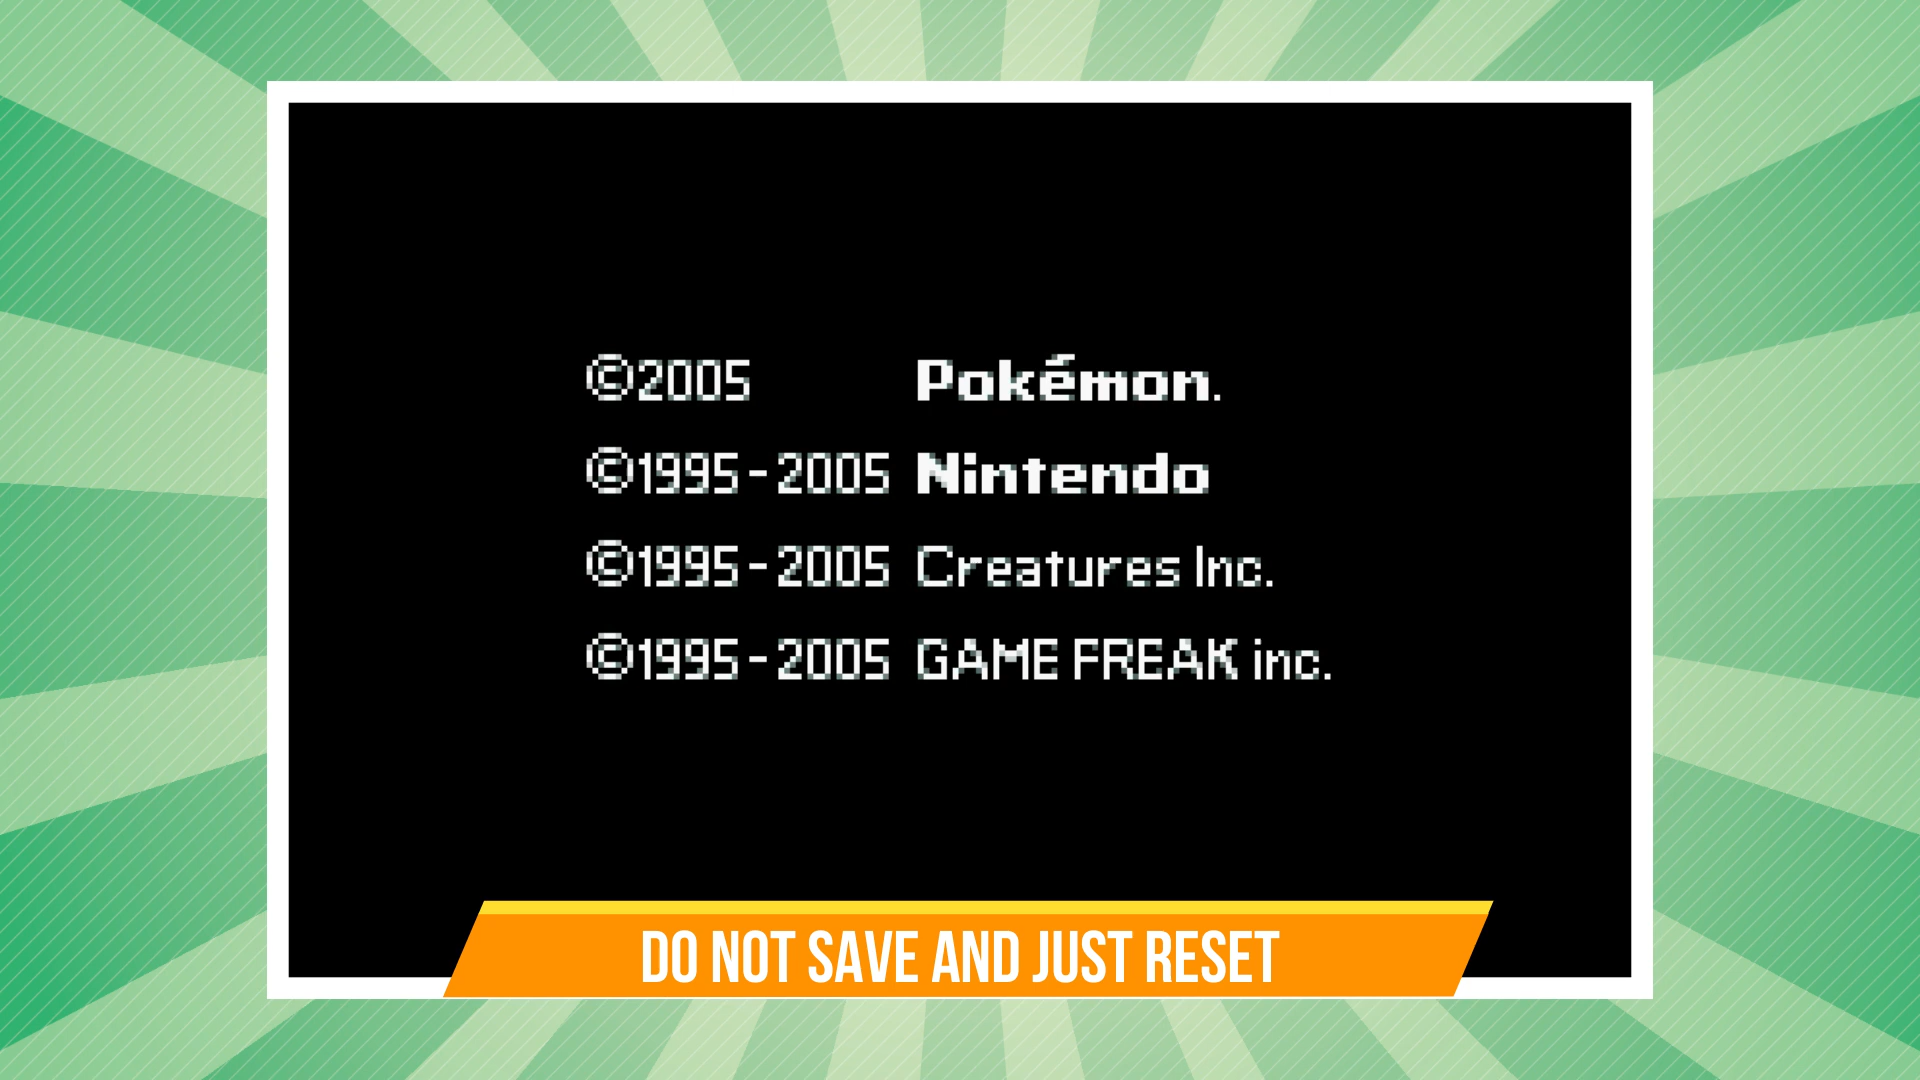 ©2005 Pokémon.
©1995-2005 Nintendo
©1995-2005 Creatures Inc.
©1995-2005 GAME FREAK inc.
DO NOT SAVE AND JUST RESET